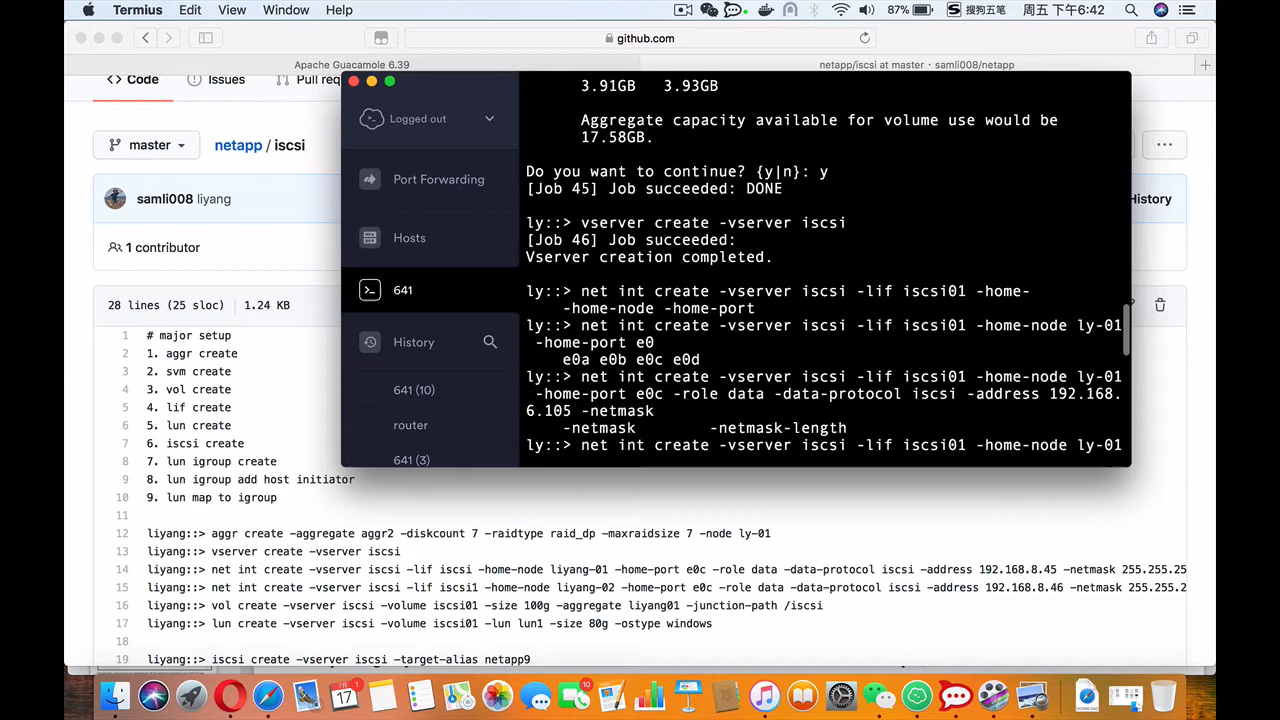 Termius Edit View Window Help 87% S 搜狗五笔 周五 下午6:42
github.com
Apache Guacamole 6.39 netapp/iscsi at master · samli008/netapp
Code Issues Pull req
master netapp / iscsi
samli008 liyang History
1 contributor
28 lines (25 sloc) 1.24 KB
1 # major setup
2 1. aggr create
3 2. svm create
4 3. vol create
5 4. lif create
6 5. lun create
7 6. iscsi create
8 7. lun igroup create
9 8. lun igroup add host initiator
10 9. lun map to igroup
11
12 liyang::> aggr create -aggregate aggr2 -diskcount 7 -raidtype raid_dp -maxraidsize 7 -node ly-01
13 liyang::> vserver create -vserver iscsi
14 liyang::> net int create -vserver iscsi -lif iscsi -home-node liyang-01 -home-port e0c -role data -data-protocol iscsi -address 192.168.8.45 -netmask 255.255.25
15 liyang::> net int create -vserver iscsi -lif iscsi1 -home-node liyang-02 -home-port e0c -role data -data-protocol iscsi -address 192.168.8.46 -netmask 255.255.2
16 liyang::> vol create -vserver iscsi -volume iscsi01 -size 100g -aggregate liyang01 -junction-path /iscsi
17 liyang::> lun create -vserver iscsi -volume iscsi01 -lun lun1 -size 80g -ostype windows
18
19 liyang::> iscsi create -vserver iscsi -target-alias netapp9
Logged out
Port Forwarding
Hosts
641
History
641 (10)
router
641 (3)
3.91GB 3.93GB
Aggregate capacity available for volume use would be
17.58GB.
Do you want to continue? {y|n}: y
[Job 45] Job succeeded: DONE
ly::> vserver create -vserver iscsi
[Job 46] Job succeeded:
Vserver creation completed.
ly::> net int create -vserver iscsi -lif iscsi01 -home-
-home-node -home-port
ly::> net int create -vserver iscsi -lif iscsi01 -home-node ly-01
-home-port e0
e0a e0b e0c e0d
ly::> net int create -vserver iscsi -lif iscsi01 -home-node ly-01
-home-port e0c -role data -data-protocol iscsi -address 192.168.
6.105 -netmask
-netmask -netmask-length
ly::> net int create -vserver iscsi -lif iscsi01 -home-node ly-01
17
10